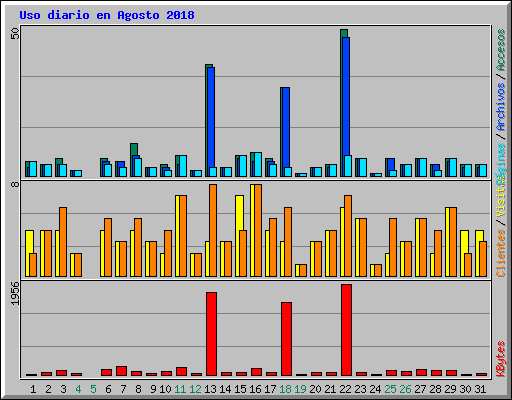 Uso diario en Agosto 2018
50
8
1956
Accesos / Archivos / Páginas / Visitas / Clientes
KBytes
1 2 3 4 5 6 7 8 9 10 11 12 13 14 15 16 17 18 19 20 21 22 23 24 25 26 27 28 29 30 31